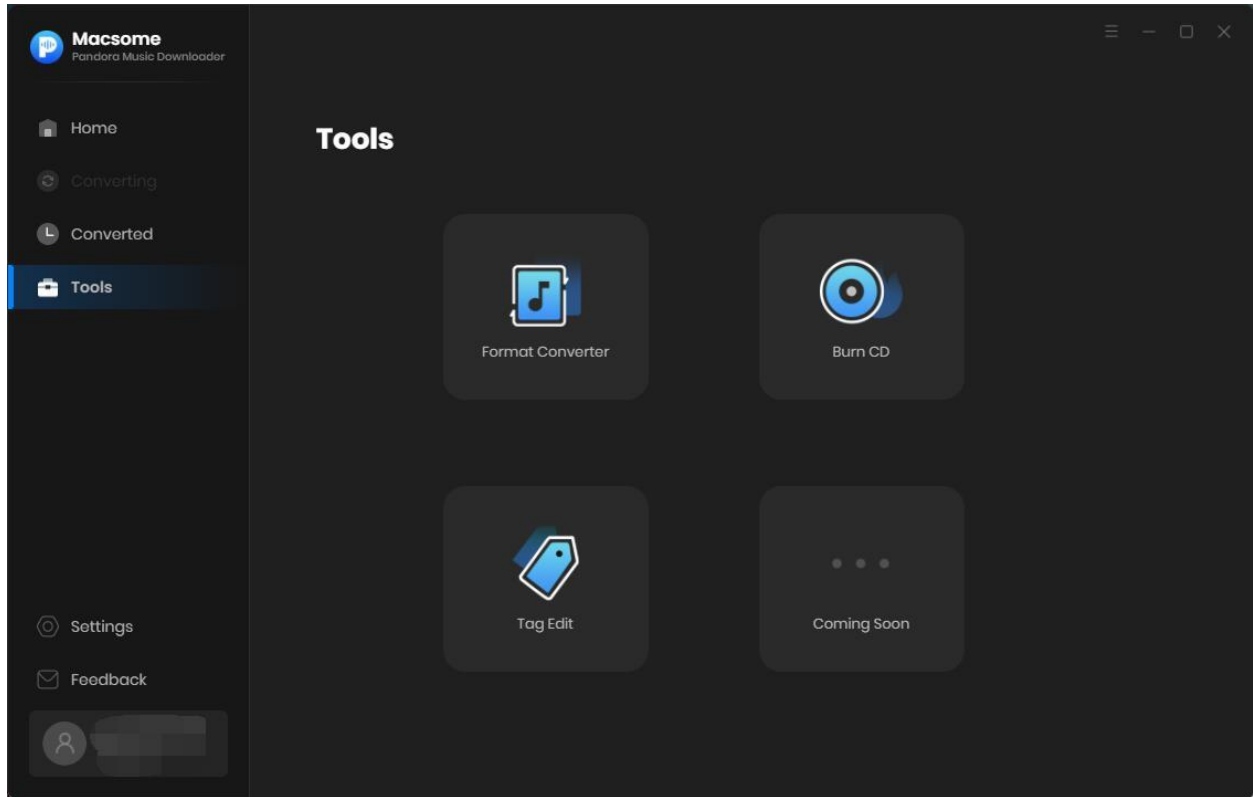 Macsome
Pandora Music Downloader
Home
Converting
Converted
Tools
Settings
Feedback
Tools
Format Converter
Burn CD
Tag Edit
Coming Soon